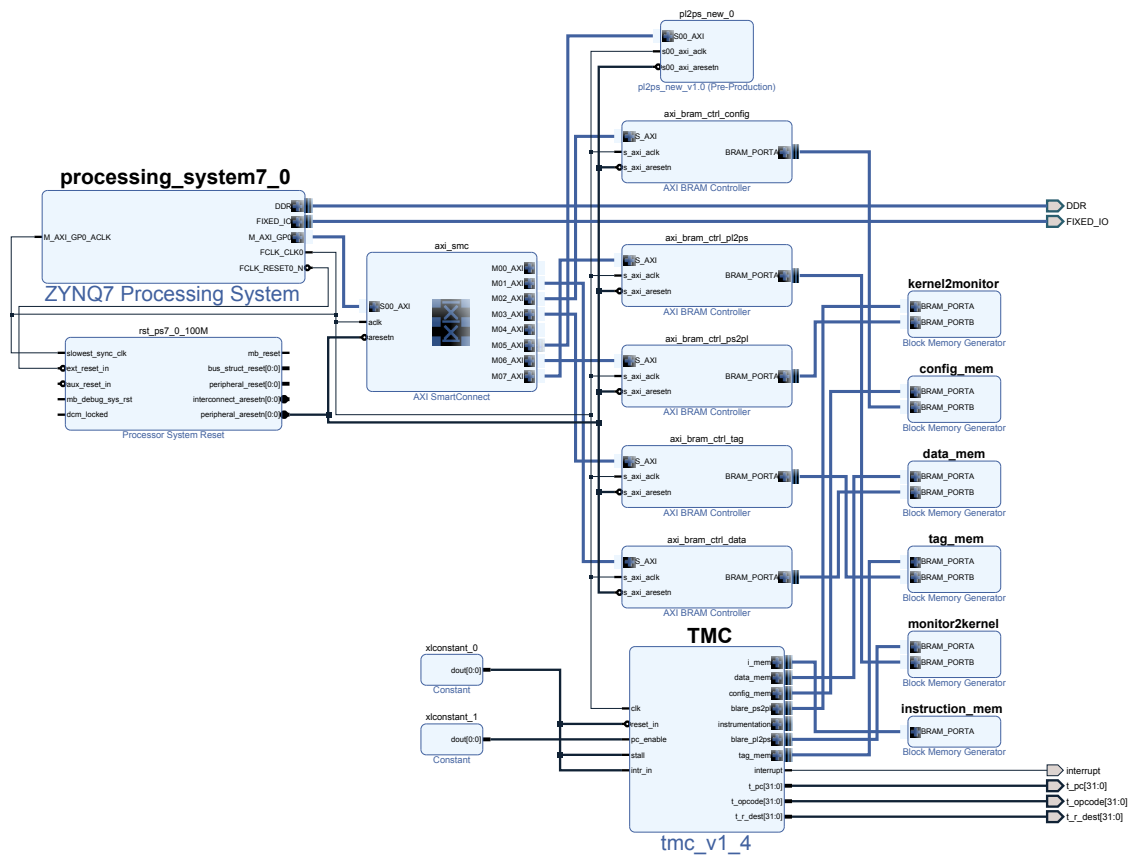 pl2ps_new_0
S00_AXI
s00_axi_aclk
s00_axi_aresetn
pl2ps_new_v1.0 (Pre-Production)
axi_bram_ctrl_config
S_AXI
s_axi_aclk
s_axi_aresetn
BRAM_PORTA
AXI BRAM Controller
processing_system7_0
DDR
FIXED_IO
M_AXI_GP0_ACLK
M_AXI_GP0
FCLK_CLK0
FCLK_RESET0_N
ZYNQ7 Processing System
DDR
FIXED_IO
axi_smc
S00_AXI
aclk
aresetn
M00_AXI
M01_AXI
M02_AXI
M03_AXI
M04_AXI
M05_AXI
M06_AXI
M07_AXI
AXI SmartConnect
axi_bram_ctrl_pl2ps
S_AXI
s_axi_aclk
s_axi_aresetn
BRAM_PORTA
AXI BRAM Controller
rst_ps7_0_100M
slowest_sync_clk
ext_reset_in
aux_reset_in
mb_debug_sys_rst
dcm_locked
mb_reset
bus_struct_reset[0:0]
peripheral_reset[0:0]
interconnect_aresetn[0:0]
peripheral_aresetn[0:0]
Processor System Reset
axi_bram_ctrl_ps2pl
S_AXI
s_axi_aclk
s_axi_aresetn
BRAM_PORTA
AXI BRAM Controller
axi_bram_ctrl_tag
S_AXI
s_axi_aclk
s_axi_aresetn
BRAM_PORTA
AXI BRAM Controller
axi_bram_ctrl_data
S_AXI
s_axi_aclk
s_axi_aresetn
BRAM_PORTA
AXI BRAM Controller
kernel2monitor
BRAM_PORTA
BRAM_PORTB
Block Memory Generator
config_mem
BRAM_PORTA
BRAM_PORTB
Block Memory Generator
data_mem
BRAM_PORTA
BRAM_PORTB
Block Memory Generator
tag_mem
BRAM_PORTA
BRAM_PORTB
Block Memory Generator
monitor2kernel
BRAM_PORTA
BRAM_PORTB
Block Memory Generator
instruction_mem
BRAM_PORTA
Block Memory Generator
xlconstant_0
dout[0:0]
Constant
xlconstant_1
dout[0:0]
Constant
TMC
clk
reset_in
pc_enable
stall
intr_in
i_mem
data_mem
config_mem
blare_ps2pl
instrumentation
blare_pl2ps
tag_mem
interrupt
t_pc[31:0]
t_opcode[31:0]
t_r_dest[31:0]
tmc_v1_4
interrupt
t_pc[31:0]
t_opcode[31:0]
t_r_dest[31:0]